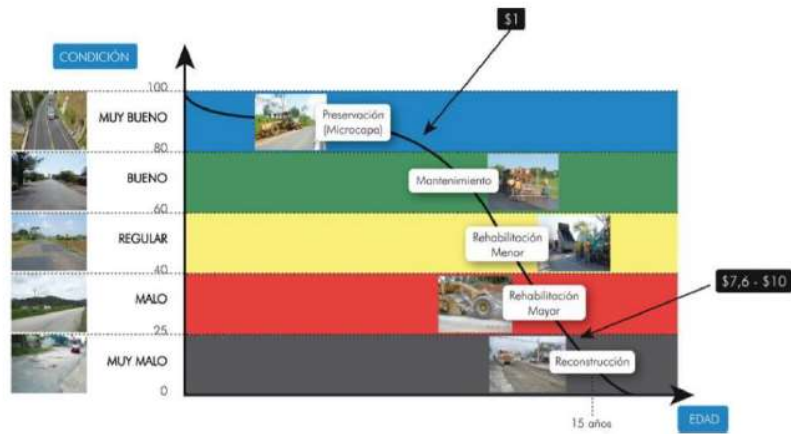 $1
CONDICIÓN
100
MUY BUENO
Preservación
(Microcapa)
80
BUENO
Mantenimiento
60
REGULAR
Rehabilitación
Menor
40
MALO
Rehabilitación
Mayor
$7,6 - $10
25
MUY MALO
Reconstrucción
0
15 años
EDAD